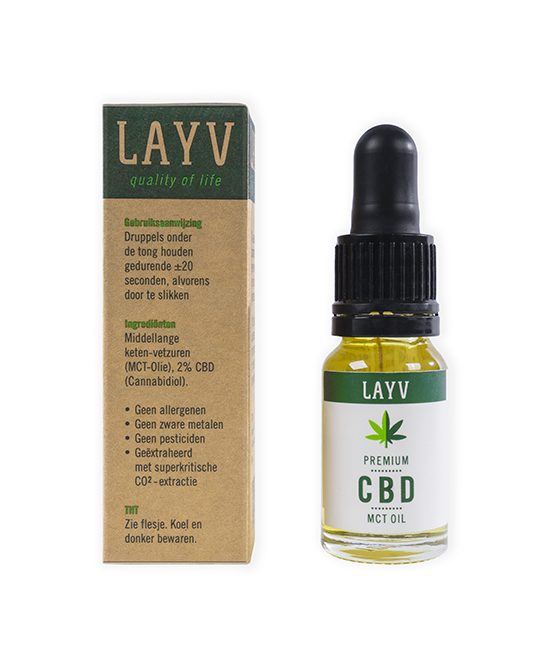 LAYV
quality of life
Gebruiksaanwijzing
Druppels onder
de tong houden
gedurende ±20
seconden, alvorens
door te slikken
Ingrediënten
Middellange
keten-vetzuren
(MCT-Olie), 2% CBD
(Cannabidiol).
• Geen allergenen
• Geen zware metalen
• Geen pesticiden
• Geëxtraheerd
met superkritische
CO²-extractie
THT
Zie flesje. Koel en
donker bewaren.
LAYV
PREMIUM
CBD
MCT OIL